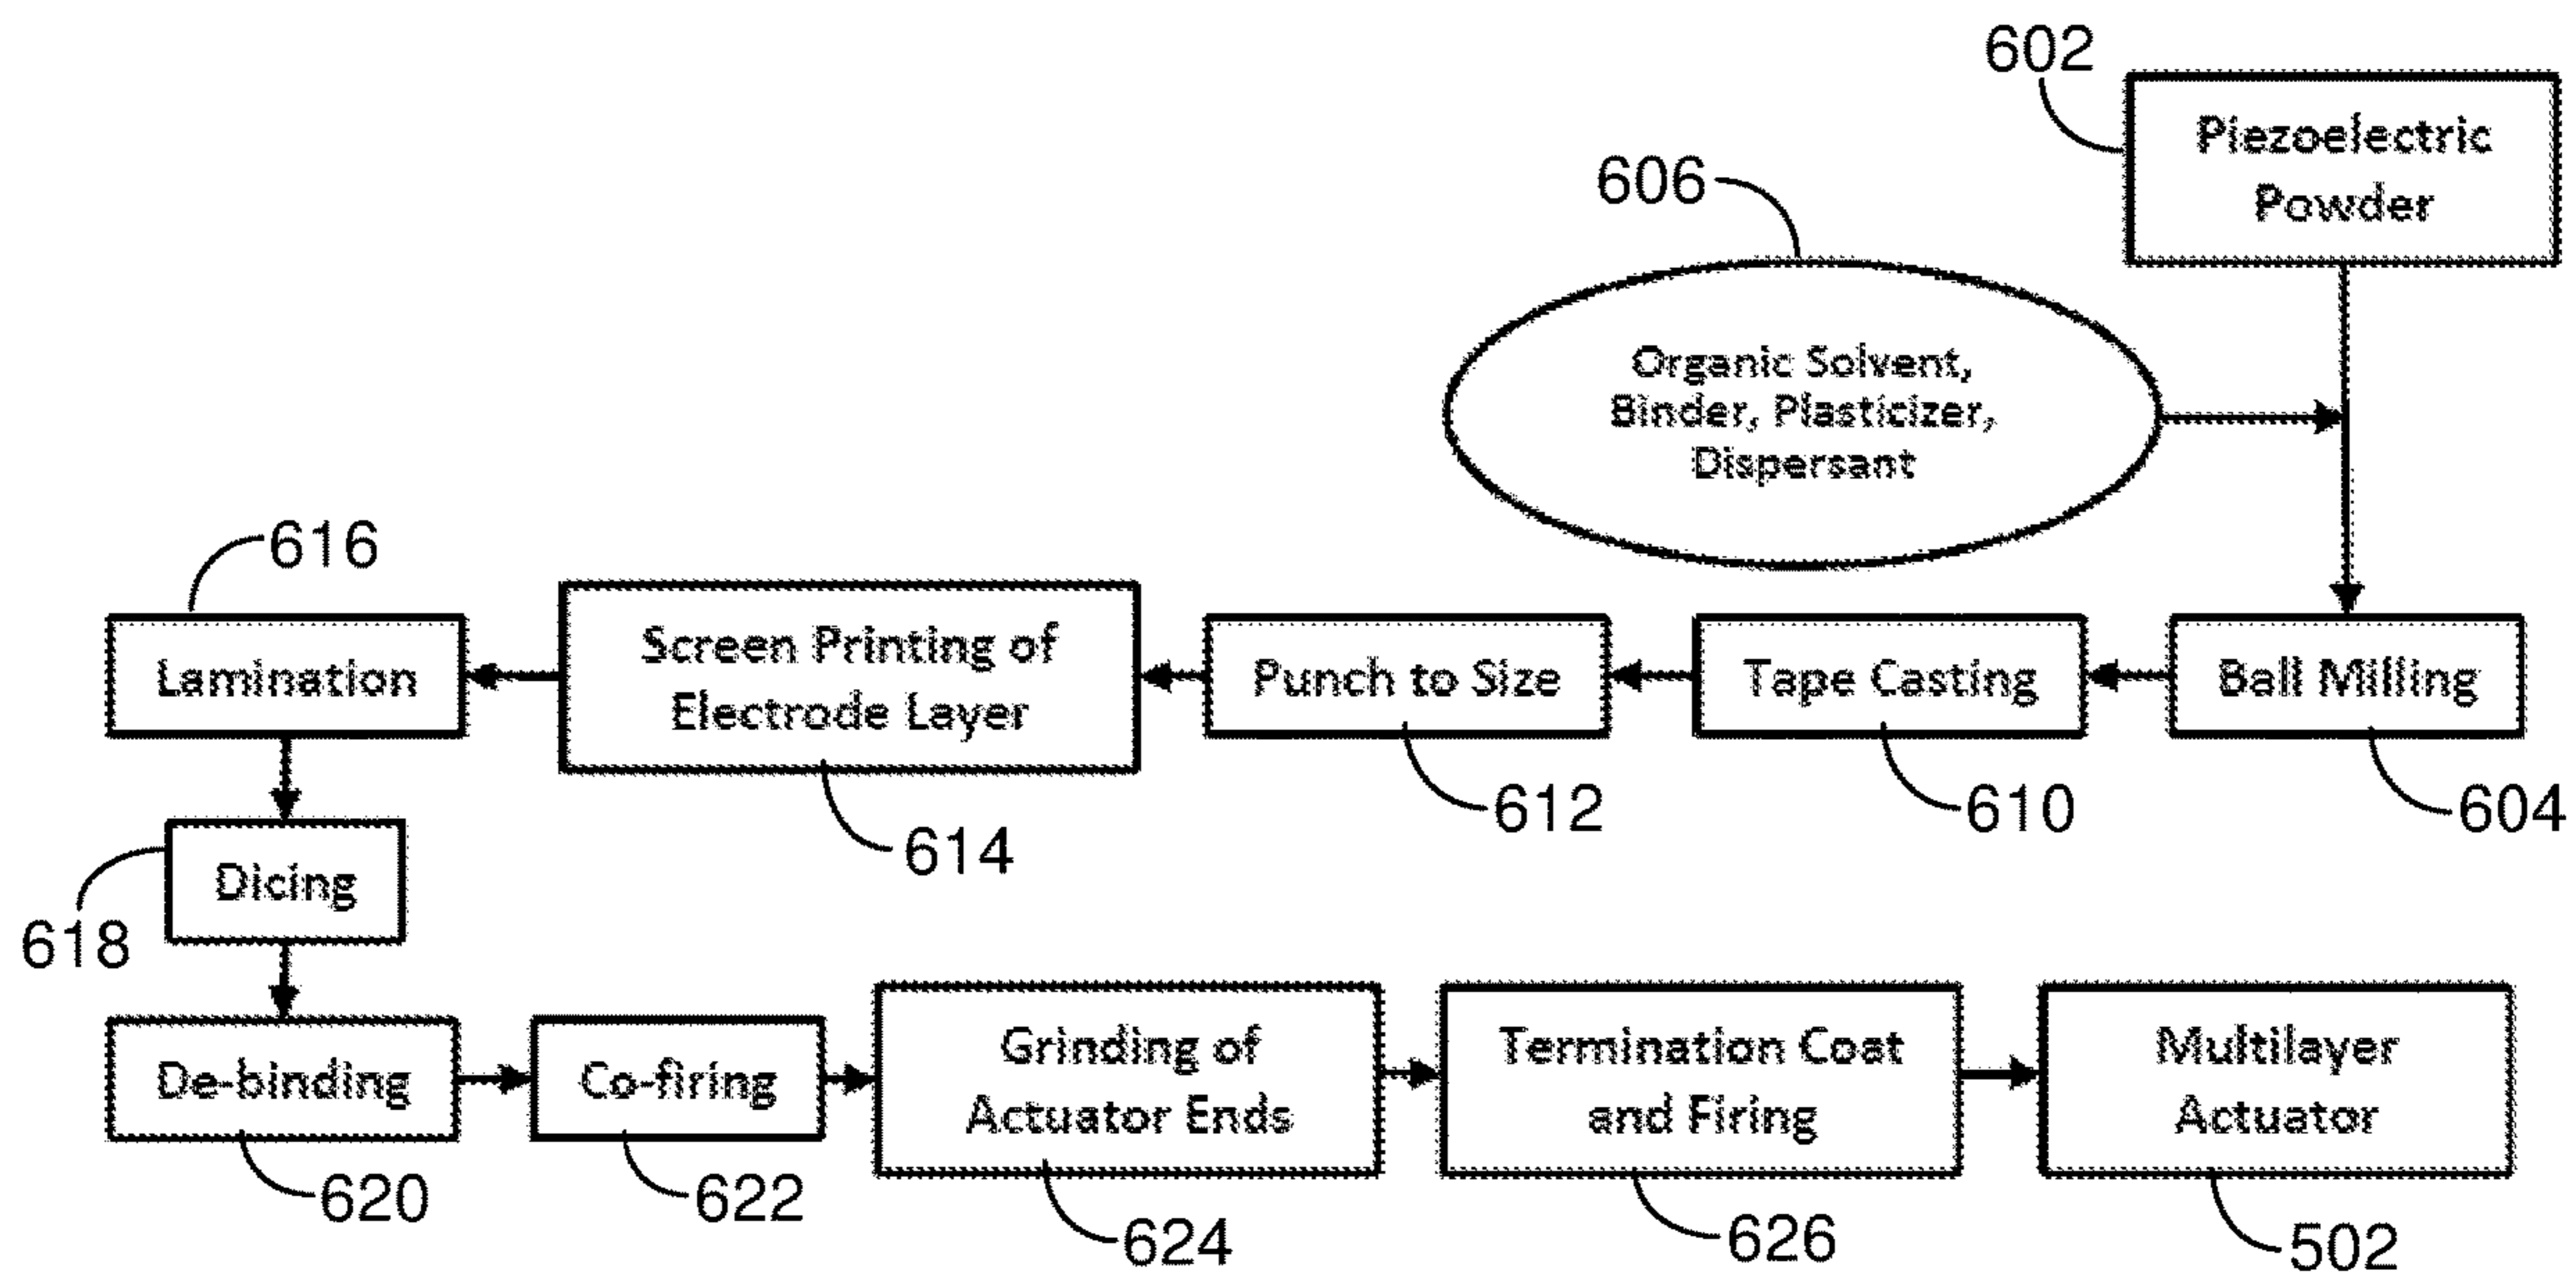 602
Piezoelectric
Powder
606
Organic Solvent,
Binder, Plasticizer,
Dispersant
616
Lamination
Screen Printing of
Electrode Layer
Punch to Size
Tape Casting
Ball Milling
614
612
610
604
Dicing
618
De-binding
Co-firing
Grinding of
Actuator Ends
Termination Coat
and Firing
Multilayer
Actuator
620
622
624
626
502